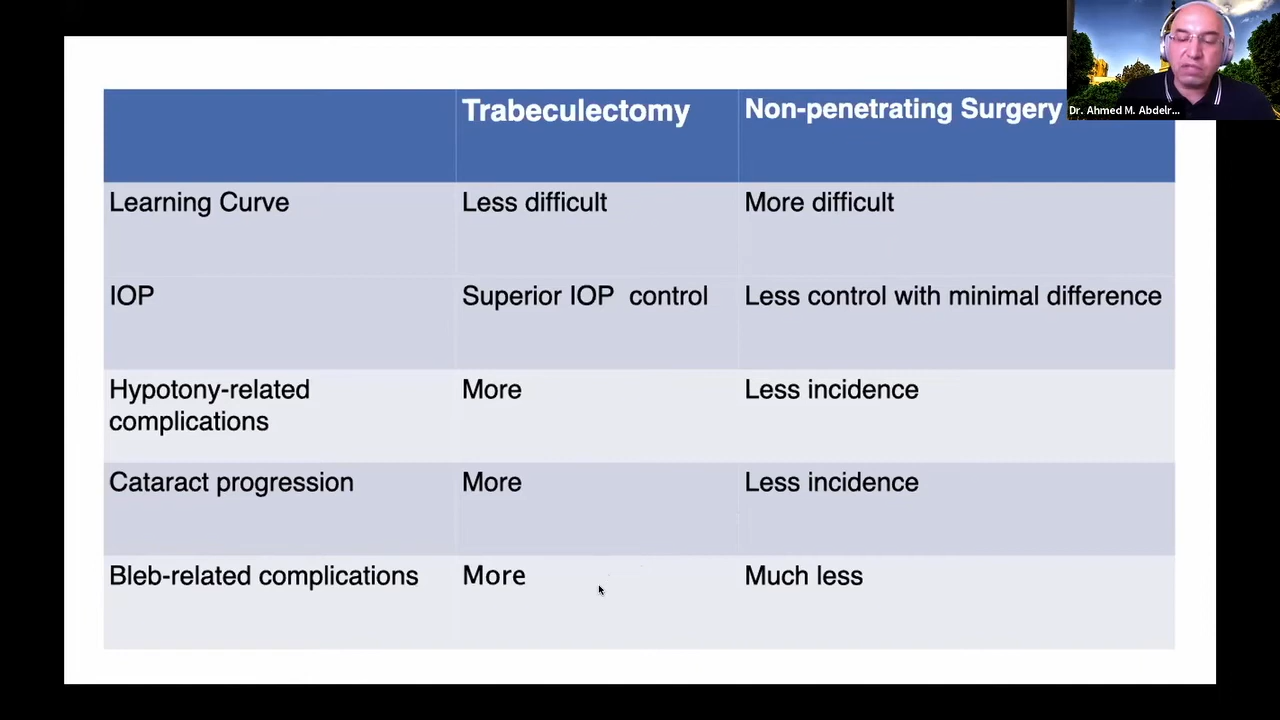 Trabeculectomy Non-penetrating Surgery
Dr. Ahmed M. Abdelr...
Learning Curve Less difficult More difficult
IOP Superior IOP control Less control with minimal difference
Hypotony-related More Less incidence
complications
Cataract progression More Less incidence
Bleb-related complications More Much less